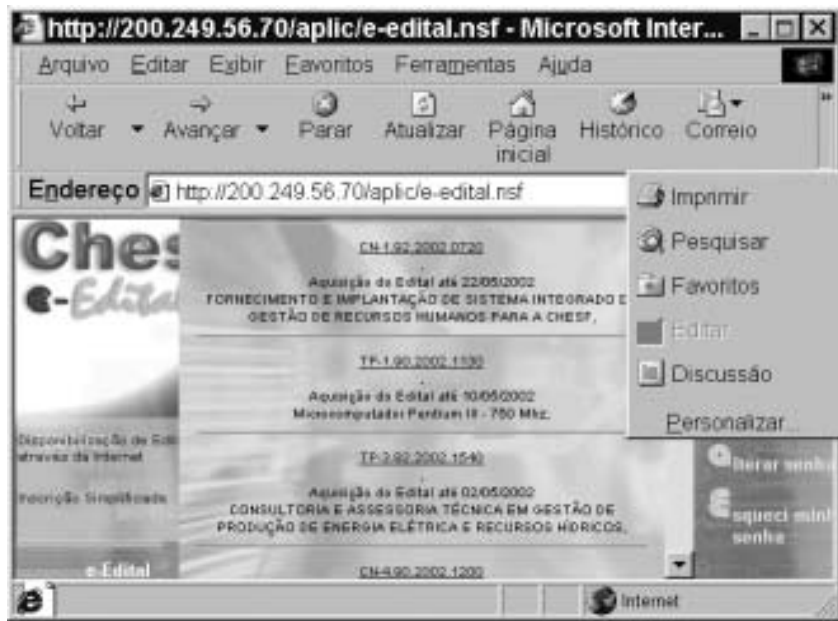 http://200.249.56.70/aplic/e-edital.nsf - Microsoft Inter...
Arquivo Editar Exibir Favoritos Ferramentas Ajuda
Voltar Avançar Parar Atualizar Página inicial Histórico Correio
Endereço http://200.249.56.70/aplic/e-edital.nsf
Imprimir
Pesquisar
Favoritos
Editar
Discussão
Personalizar...
Ches
e-Edital
Disponibilização de Edi
através da Internet
Inscrição Simplificada
e-Edital
CN-1.92.2002.0720
Aquisição do Edital até 22/05/2002
FORNECIMENTO E IMPLANTAÇÃO DE SISTEMA INTEGRADO D
GESTÃO DE RECURSOS HUMANOS PARA A CHESF,
TP-1.90.2002.1130
Aquisição do Edital até 10/05/2002
Microcomputador Pentium III - 750 Mhz,
TP-3.92.2002.1540
Aquisição do Edital até 02/05/2002
CONSULTORIA E ASSESSORIA TÉCNICA EM GESTÃO DE
PRODUÇÃO DE ENERGIA ELÉTRICA E RECURSOS HÍDRICOS,
CN-4.90.2002.1200
lterar senha
squeci minh
senha
Internet